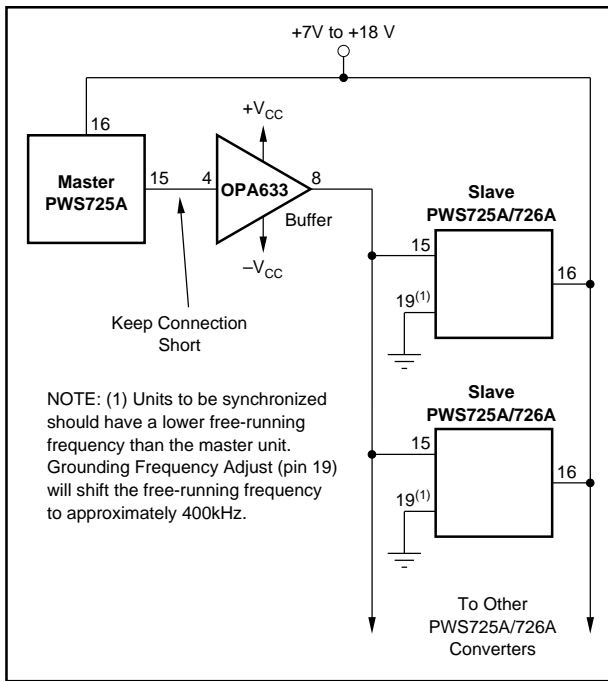 +7V to +18 V
16
+VCC
Master
PWS725A
15
4
OPA633
8
Buffer
–VCC
Keep Connection
Short
Slave
PWS725A/726A
15
16
19(1)
Slave
PWS725A/726A
15
16
19(1)
NOTE: (1) Units to be synchronized
should have a lower free-running
frequency than the master unit.
Grounding Frequency Adjust (pin 19)
will shift the free-running frequency
to approximately 400kHz.
To Other
PWS725A/726A
Converters